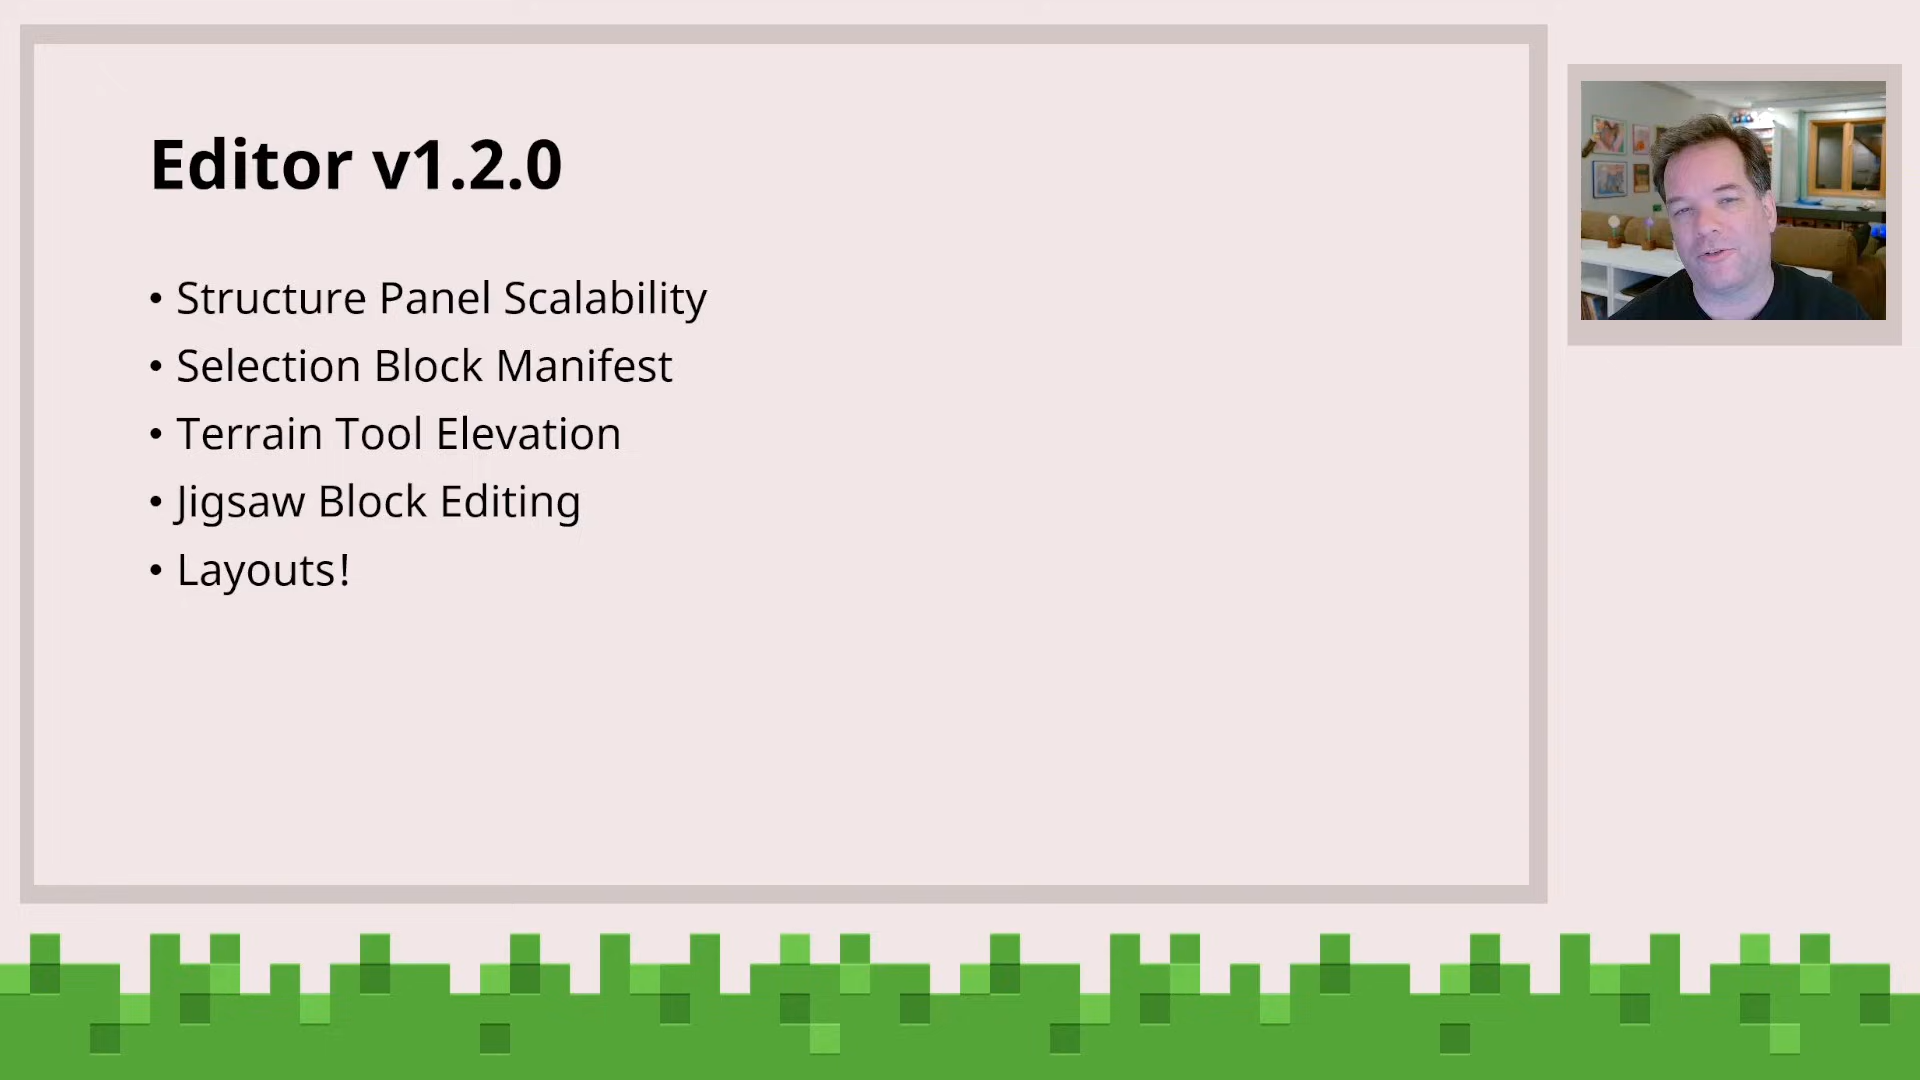 Editor v1.2.0
• Structure Panel Scalability
• Selection Block Manifest
• Terrain Tool Elevation
• Jigsaw Block Editing
• Layouts!